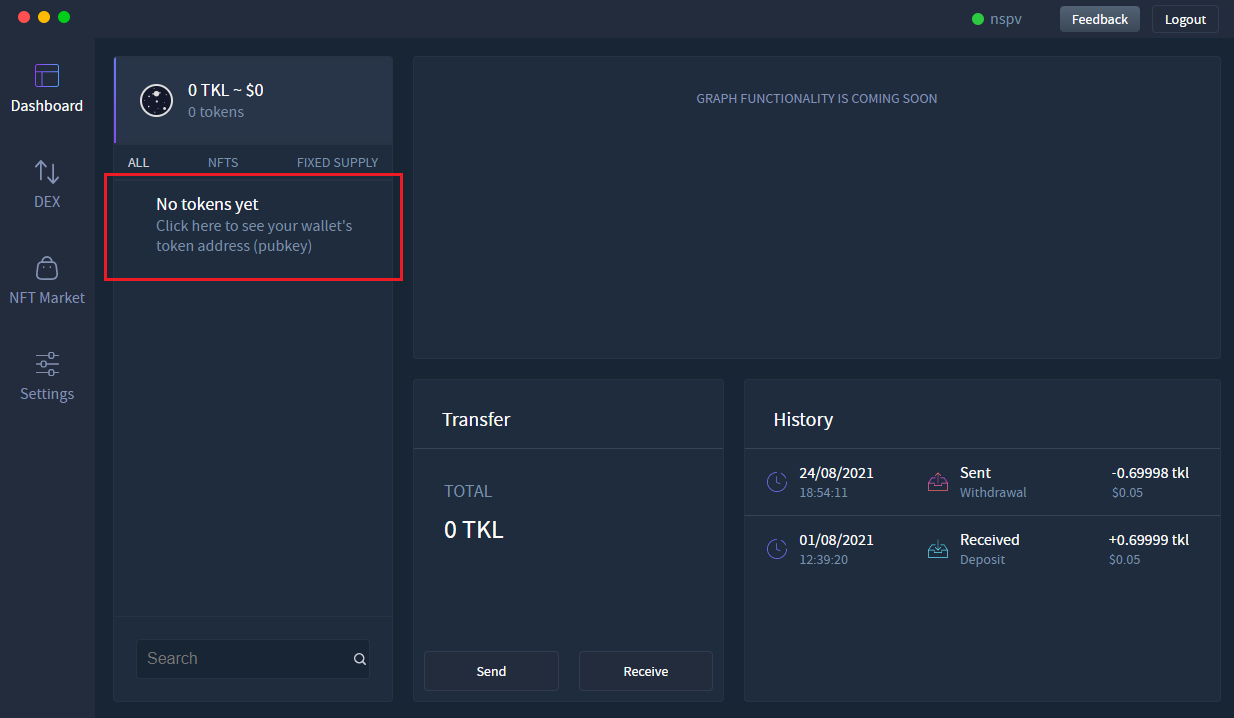 nspv
Feedback
Logout
Dashboard
DEX
NFT Market
Settings
0 TKL ~ $0
0 tokens
ALL NFTS FIXED SUPPLY
No tokens yet
Click here to see your wallet's
token address (pubkey)
Search
GRAPH FUNCTIONALITY IS COMING SOON
Transfer
TOTAL
0 TKL
Send Receive
History
24/08/2021 Sent -0.69998 tkl
18:54:11 Withdrawal $0.05
01/08/2021 Received +0.69999 tkl
12:39:20 Deposit $0.05